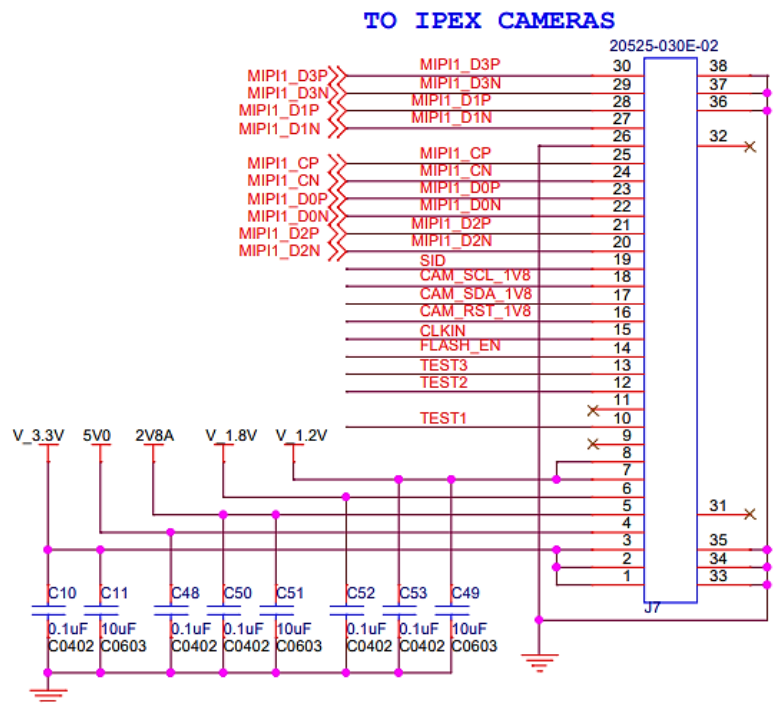 TO IPEX CAMERAS
20525-030E-02
MIPI1_D3P MIPI1_D3P 30 38
MIPI1_D3N MIPI1_D3N 29 37
MIPI1_D1P MIPI1_D1P 28 36
MIPI1_D1N MIPI1_D1N 27
26 32
MIPI1_CP MIPI1_CP 25
MIPI1_CN MIPI1_CN 24
MIPI1_D0P MIPI1_D0P 23
MIPI1_D0N MIPI1_D0N 22
MIPI1_D2P MIPI1_D2P 21
MIPI1_D2N MIPI1_D2N 20
SID 19
CAM_SCL_1V8 18
CAM_SDA_1V8 17
CAM_RST_1V8 16
CLKIN 15
FLASH_EN 14
TEST3 13
TEST2 12
11
TEST1 10
V_3.3V 5V0 2V8A V_1.8V V_1.2V 9
8
7
6
5 31
4
3 35
2 34
1 33
C10 C11 C48 C50 C51 C52 C53 C49 J7
0.1uF 10uF 0.1uF 0.1uF 10uF 0.1uF 0.1uF 10uF
C0402 C0603 C0402 C0402 C0603 C0402 C0402 C0603